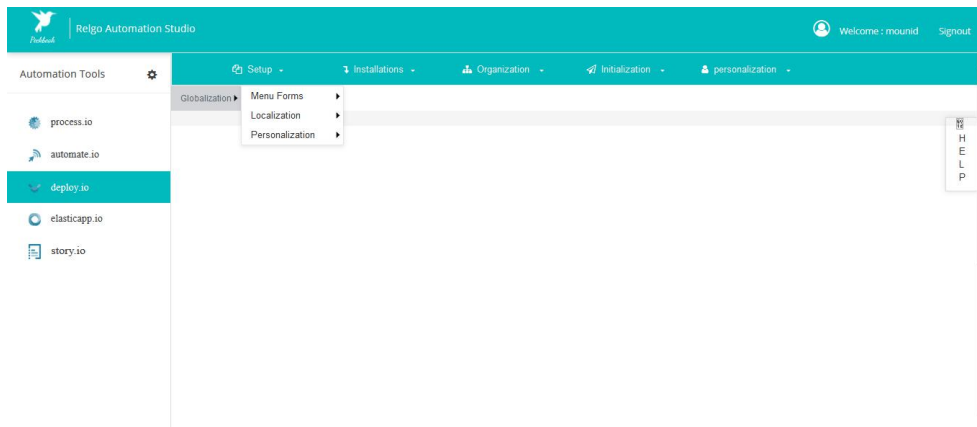 Relgo Automation Studio
Welcome : mounid
Signout
Automation Tools
Setup
Installations
Organization
Initialization
personalization
Globalization
Menu Forms
Localization
Personalization
process.io
automate.io
deploy.io
elasticapp.io
story.io
H
E
L
P